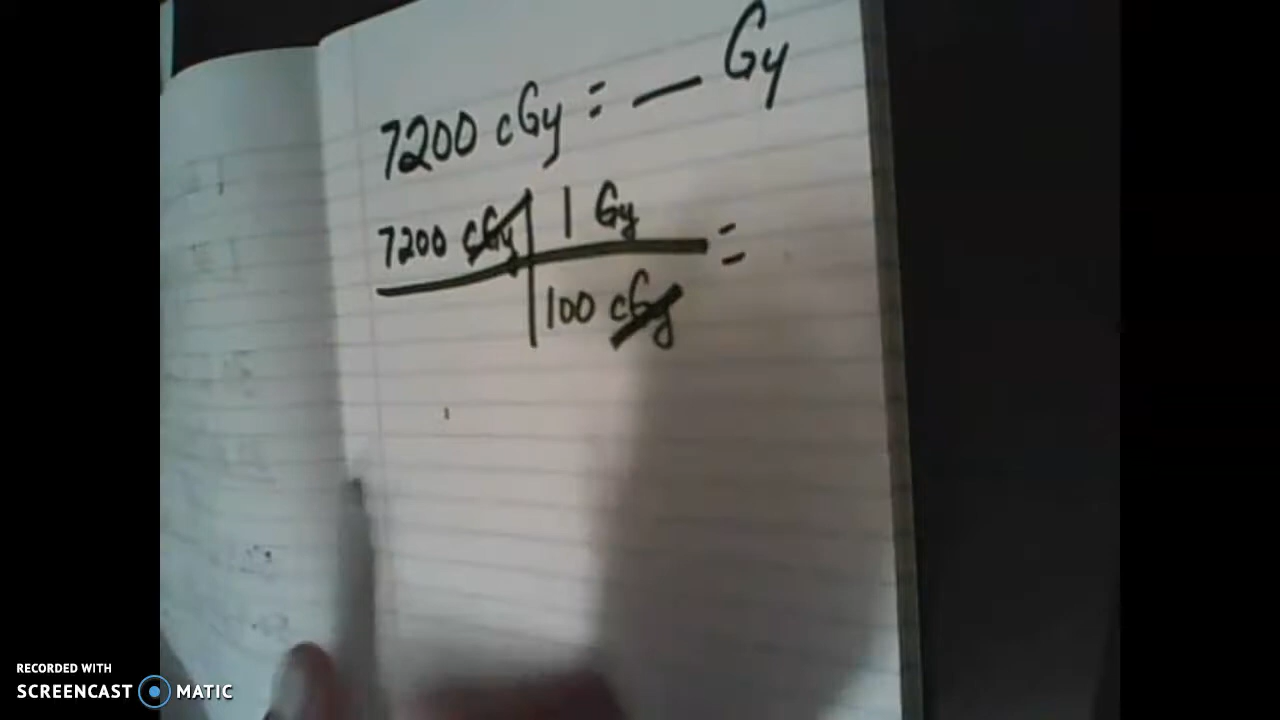 7200 cGy = __ Gy
7200 cGy | 1 Gy =
100 cGy
RECORDED WITH
SCREENCAST MATIC